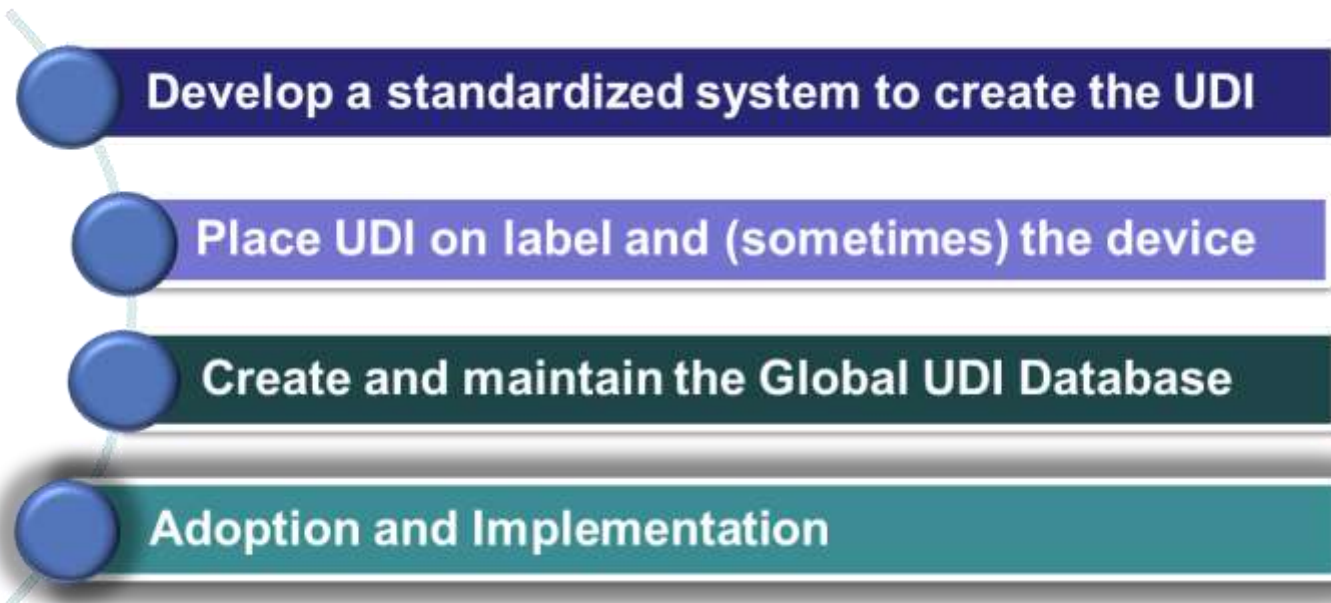 Develop a standardized system to create the UDI
Place UDI on label and (sometimes) the device
Create and maintain the Global UDI Database
Adoption and Implementation